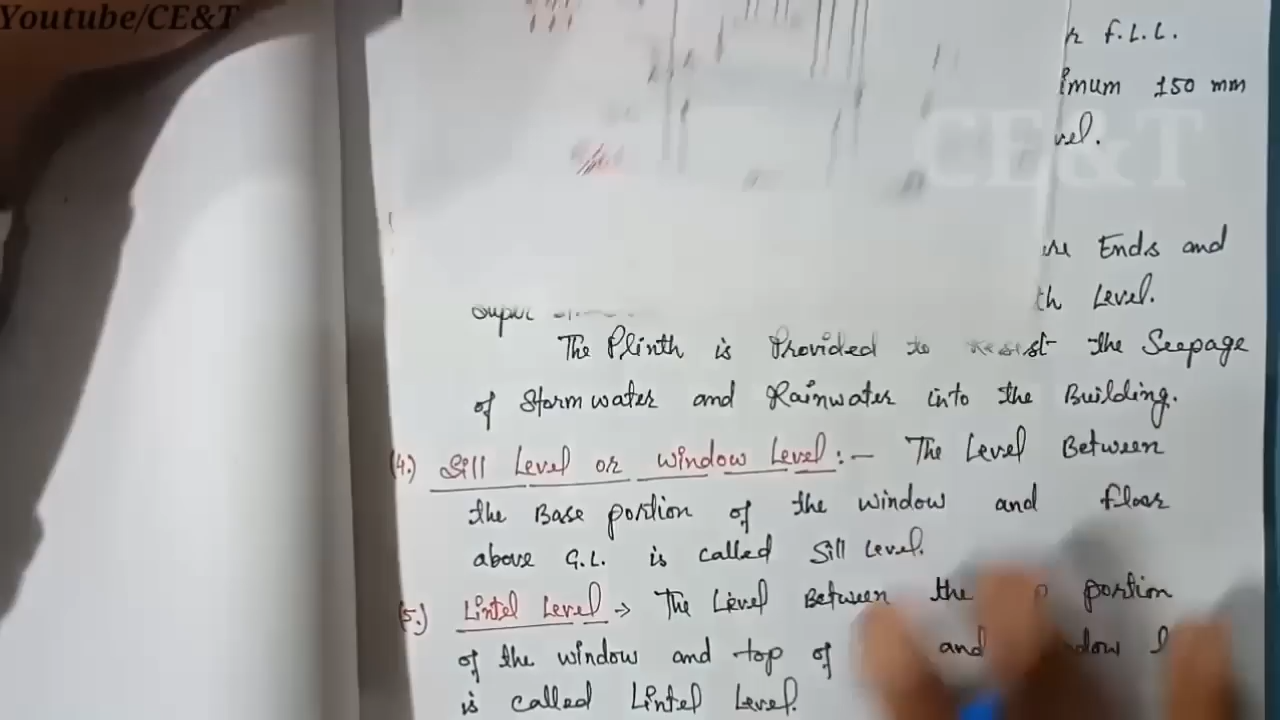 Youtube/CE&T
F.L.L.
150 mm
CE&T
Ends and
Level.
Super
The Plinth is Provided to resist the Seepage
of Stormwater and Rainwater into the Building.
(4.) Sill Level or window Level :- The Level Between
the Base portion of the window and floor
above G.L. is called Sill Level.
(5.) Lintel Level → The Level Between the portion
of the window and top of and
is called Lintel Level.